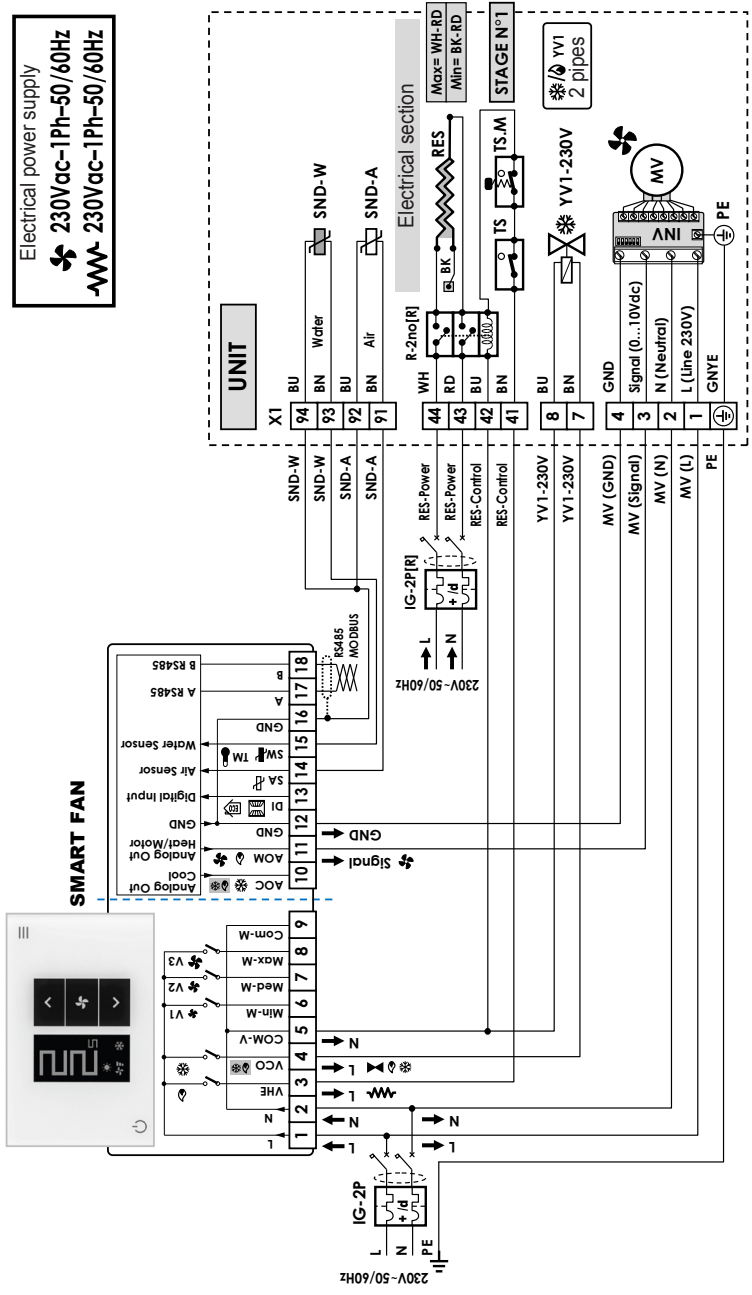 Electrical power supply
230Vac-1Ph-50/60Hz
230Vac-1Ph-50/60Hz
SMART FAN
L
N
VHE
VCO
COM-V
Min-M
Med-M
Max-M
Com-M
V1
V2
V3
1
2
3
4
5
6
7
8
9
L
N
L
L
N
AOC
AOM
GND
DI
ECO
SA
SW
TM
GND
A
B
Analog Out
Cool
Analog Out
Heat/Motor
GND
Digital Input
Air Sensor
Water Sensor
A RS485
B RS485
10
11
12
13
14
15
16
17
18
Signal
GND
RS485
MODBUS
IG-2P
+/d
L
N
PE
230V~50/60Hz
L
N
IG-2P[R]
+/d
L
N
230V~50/60Hz
SND-W
SND-W
SND-A
SND-A
RES-Power
RES-Power
RES-Control
RES-Control
YV1-230V
YV1-230V
MV (GND)
MV (Signal)
MV (N)
MV (L)
PE
UNIT
X1
94
93
92
91
44
43
42
41
8
7
4
3
2
1
BU
BN
BU
BN
Water
Air
SND-W
SND-A
Electrical section
WH
RD
BU
BN
R-2no[R]
BK
RES
Max= WH-RD
Min= BK-RD
TS
TS.M
STAGE N°1
BU
BN
YV1-230V
YV1
2 pipes
GND
Signal (0...10Vdc)
N (Neutral)
L (Line 230V)
GNYE
INV
MV
PE